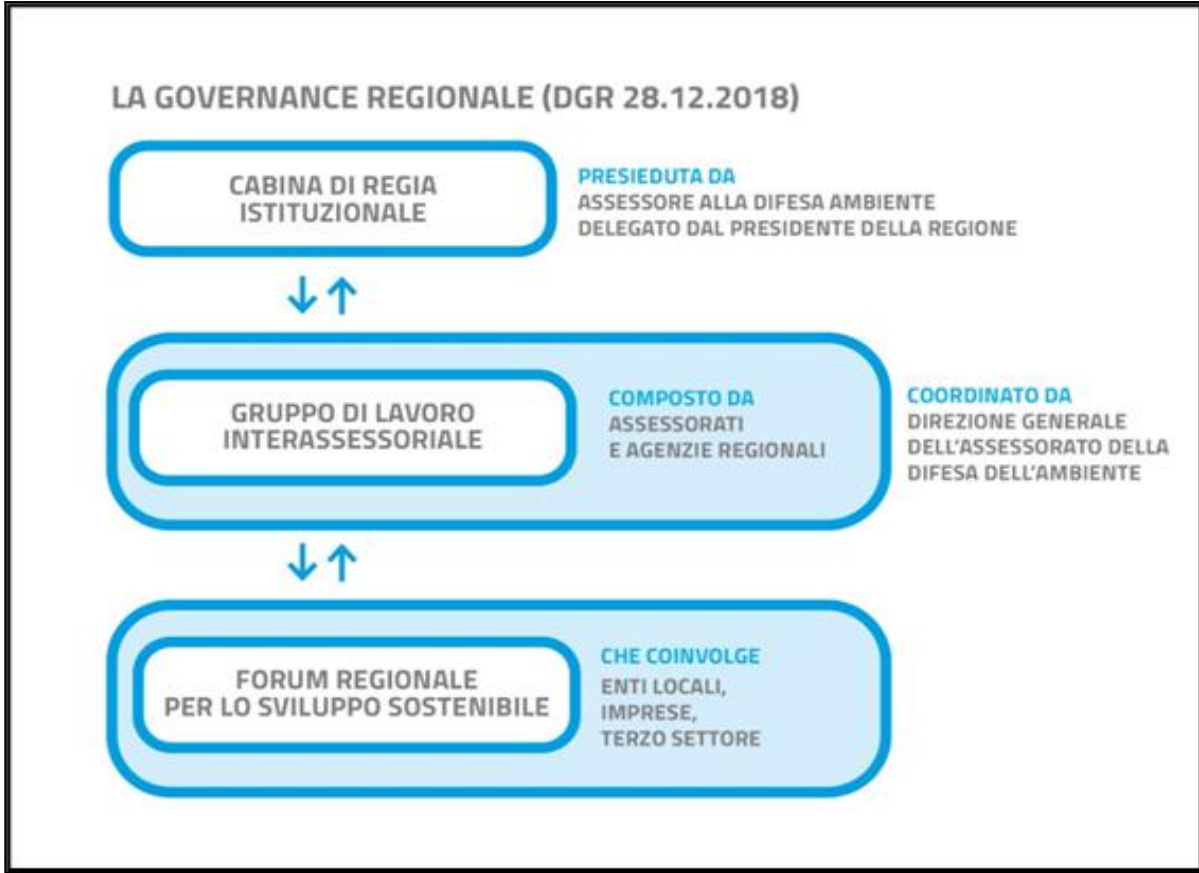 LA GOVERNANCE REGIONALE (DGR 28.12.2018)
CABINA DI REGIA
ISTITUZIONALE
PRESIEDUTA DA
ASSESSORE ALLA DIFESA AMBIENTE
DELEGATO DAL PRESIDENTE DELLA REGIONE
GRUPPO DI LAVORO
INTERASSESSORIALE
COMPOSTO DA
ASSESSORATI
E AGENZIE REGIONALI
COORDINATO DA
DIREZIONE GENERALE
DELL'ASSESSORATO DELLA
DIFESA DELL'AMBIENTE
FORUM REGIONALE
PER LO SVILUPPO SOSTENIBILE
CHE COINVOLGE
ENTI LOCALI,
IMPRESE,
TERZO SETTORE